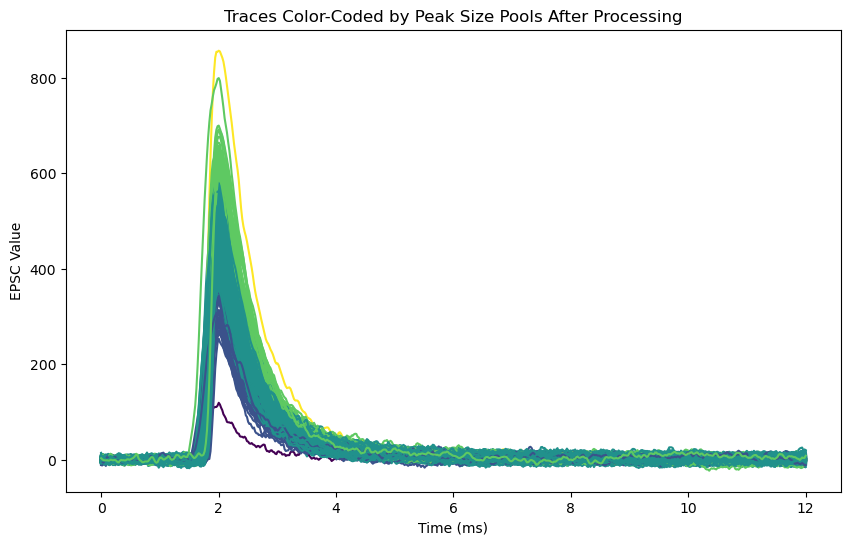 Traces Color-Coded by Peak Size Pools After Processing
800
600
400
200
0
EPSC Value
0 2 4 6 8 10 12
Time (ms)